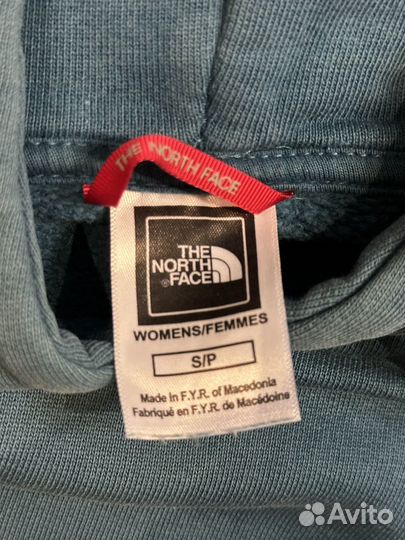 THE NORTH FACE
THE
NORTH
FACE
®
WOMENS/FEMMES
S/P
Made in F.Y.R. of Macedonia
Fabriqué en F.Y.R. de Macédoine
Avito